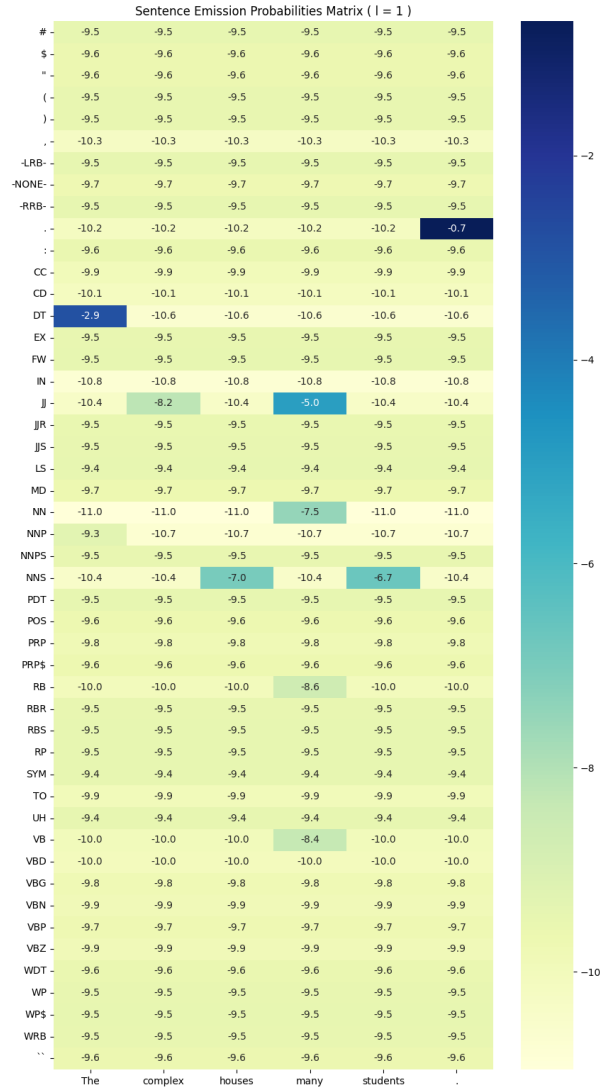 Sentence Emission Probabilities Matrix ( l = 1 )
# -9.5 -9.5 -9.5 -9.5 -9.5 -9.5
$ -9.6 -9.6 -9.6 -9.6 -9.6 -9.6
" -9.6 -9.6 -9.6 -9.6 -9.6 -9.6
( -9.5 -9.5 -9.5 -9.5 -9.5 -9.5
) -9.5 -9.5 -9.5 -9.5 -9.5 -9.5
, -10.3 -10.3 -10.3 -10.3 -10.3 -10.3
-LRB- -9.5 -9.5 -9.5 -9.5 -9.5 -9.5
-NONE- -9.7 -9.7 -9.7 -9.7 -9.7 -9.7
-RRB- -9.5 -9.5 -9.5 -9.5 -9.5 -9.5
. -10.2 -10.2 -10.2 -10.2 -10.2 -0.7
: -9.6 -9.6 -9.6 -9.6 -9.6 -9.6
CC -9.9 -9.9 -9.9 -9.9 -9.9 -9.9
CD -10.1 -10.1 -10.1 -10.1 -10.1 -10.1
DT -2.9 -10.6 -10.6 -10.6 -10.6 -10.6
EX -9.5 -9.5 -9.5 -9.5 -9.5 -9.5
FW -9.5 -9.5 -9.5 -9.5 -9.5 -9.5
IN -10.8 -10.8 -10.8 -10.8 -10.8 -10.8
JJ -10.4 -8.2 -10.4 -5.0 -10.4 -10.4
JJR -9.5 -9.5 -9.5 -9.5 -9.5 -9.5
JJS -9.5 -9.5 -9.5 -9.5 -9.5 -9.5
LS -9.4 -9.4 -9.4 -9.4 -9.4 -9.4
MD -9.7 -9.7 -9.7 -9.7 -9.7 -9.7
NN -11.0 -11.0 -11.0 -7.5 -11.0 -11.0
NNP -9.3 -10.7 -10.7 -10.7 -10.7 -10.7
NNPS -9.5 -9.5 -9.5 -9.5 -9.5 -9.5
NNS -10.4 -10.4 -7.0 -10.4 -6.7 -10.4
PDT -9.5 -9.5 -9.5 -9.5 -9.5 -9.5
POS -9.6 -9.6 -9.6 -9.6 -9.6 -9.6
PRP -9.8 -9.8 -9.8 -9.8 -9.8 -9.8
PRP$ -9.6 -9.6 -9.6 -9.6 -9.6 -9.6
RB -10.0 -10.0 -10.0 -8.6 -10.0 -10.0
RBR -9.5 -9.5 -9.5 -9.5 -9.5 -9.5
RBS -9.5 -9.5 -9.5 -9.5 -9.5 -9.5
RP -9.5 -9.5 -9.5 -9.5 -9.5 -9.5
SYM -9.4 -9.4 -9.4 -9.4 -9.4 -9.4
TO -9.9 -9.9 -9.9 -9.9 -9.9 -9.9
UH -9.4 -9.4 -9.4 -9.4 -9.4 -9.4
VB -10.0 -10.0 -10.0 -8.4 -10.0 -10.0
VBD -10.0 -10.0 -10.0 -10.0 -10.0 -10.0
VBG -9.8 -9.8 -9.8 -9.8 -9.8 -9.8
VBN -9.9 -9.9 -9.9 -9.9 -9.9 -9.9
VBP -9.7 -9.7 -9.7 -9.7 -9.7 -9.7
VBZ -9.9 -9.9 -9.9 -9.9 -9.9 -9.9
WDT -9.6 -9.6 -9.6 -9.6 -9.6 -9.6
WP -9.5 -9.5 -9.5 -9.5 -9.5 -9.5
WP$ -9.5 -9.5 -9.5 -9.5 -9.5 -9.5
WRB -9.5 -9.5 -9.5 -9.5 -9.5 -9.5
`` -9.6 -9.6 -9.6 -9.6 -9.6 -9.6
The complex houses many students .
−2
−4
−6
−8
−10